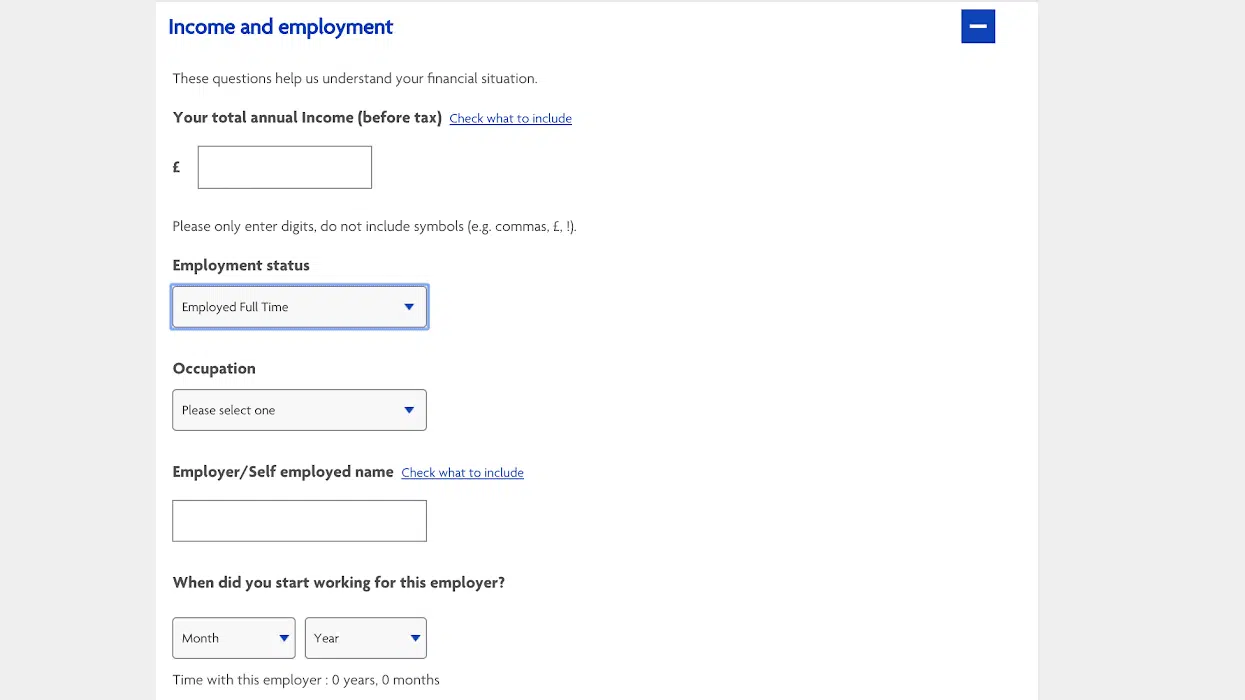 Income and employment
These questions help us understand your financial situation.
Your total annual Income (before tax) Check what to include
£
Please only enter digits, do not include symbols (e.g. commas, £, !).
Employment status
Employed Full Time
Occupation
Please select one
Employer/Self employed name Check what to include
When did you start working for this employer?
Month Year
Time with this employer : 0 years, 0 months